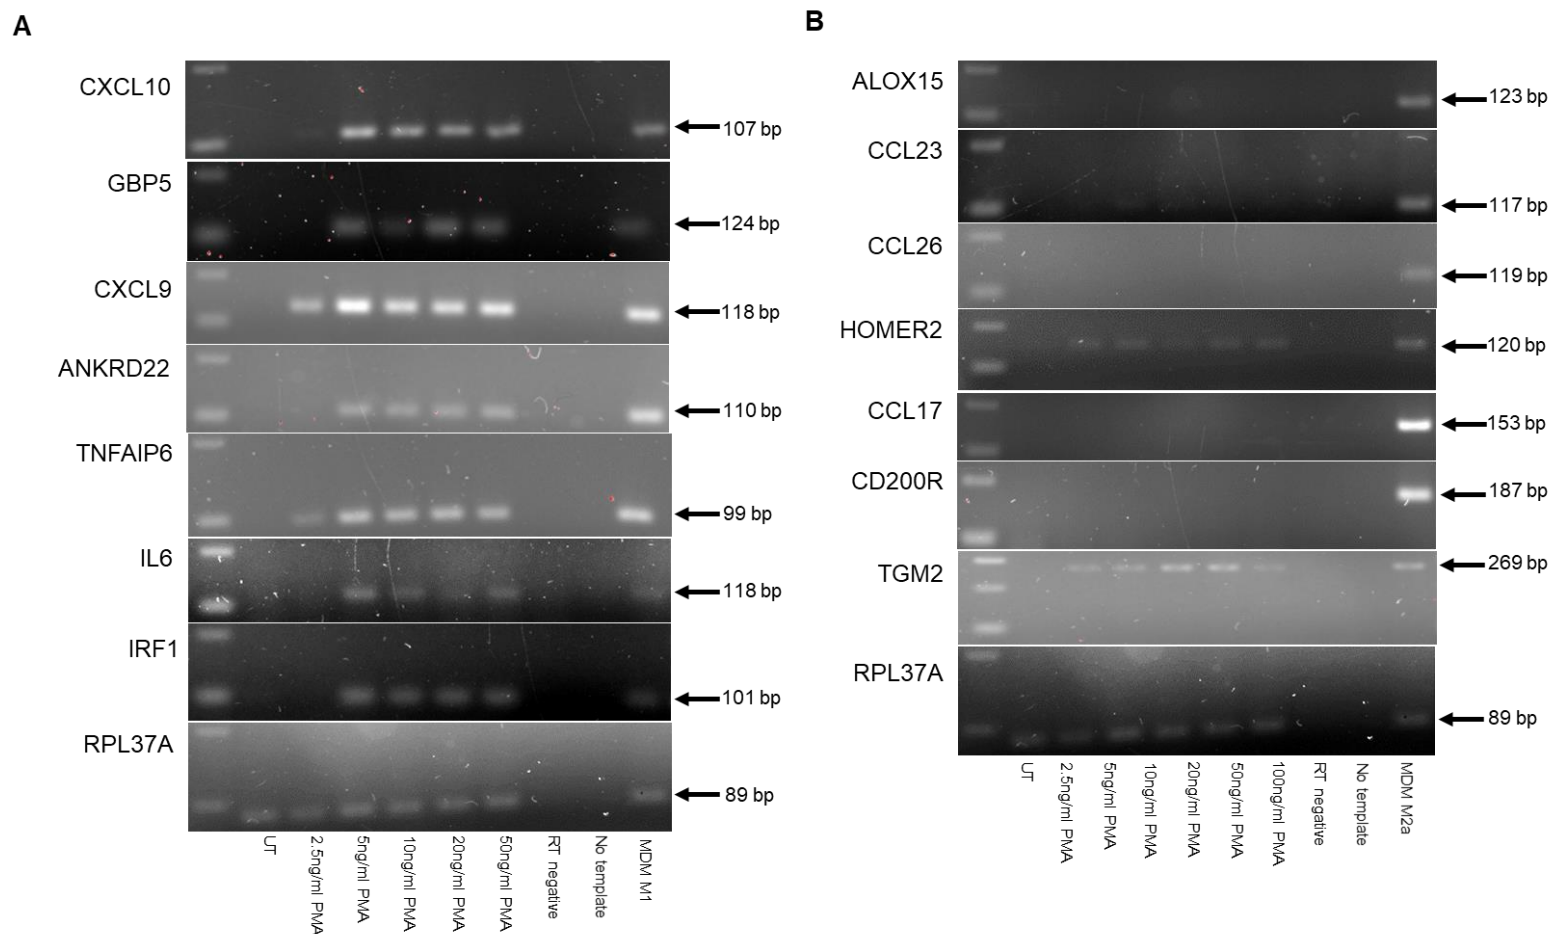 A
CXCL10
107 bp
GBP5
124 bp
CXCL9
118 bp
ANKRD22
110 bp
TNFAIP6
99 bp
IL6
118 bp
IRF1
101 bp
RPL37A
89 bp
UT
2.5ng/ml PMA
5ng/ml PMA
10ng/ml PMA
20ng/ml PMA
50ng/ml PMA
RT negative
No template
MDM M1
B
ALOX15
123 bp
CCL23
117 bp
CCL26
119 bp
HOMER2
120 bp
CCL17
153 bp
CD200R
187 bp
TGM2
269 bp
RPL37A
89 bp
UT
2.5ng/ml PMA
5ng/ml PMA
10ng/ml PMA
20ng/ml PMA
50ng/ml PMA
100ng/ml PMA
RT negative
No template
MDM M2a